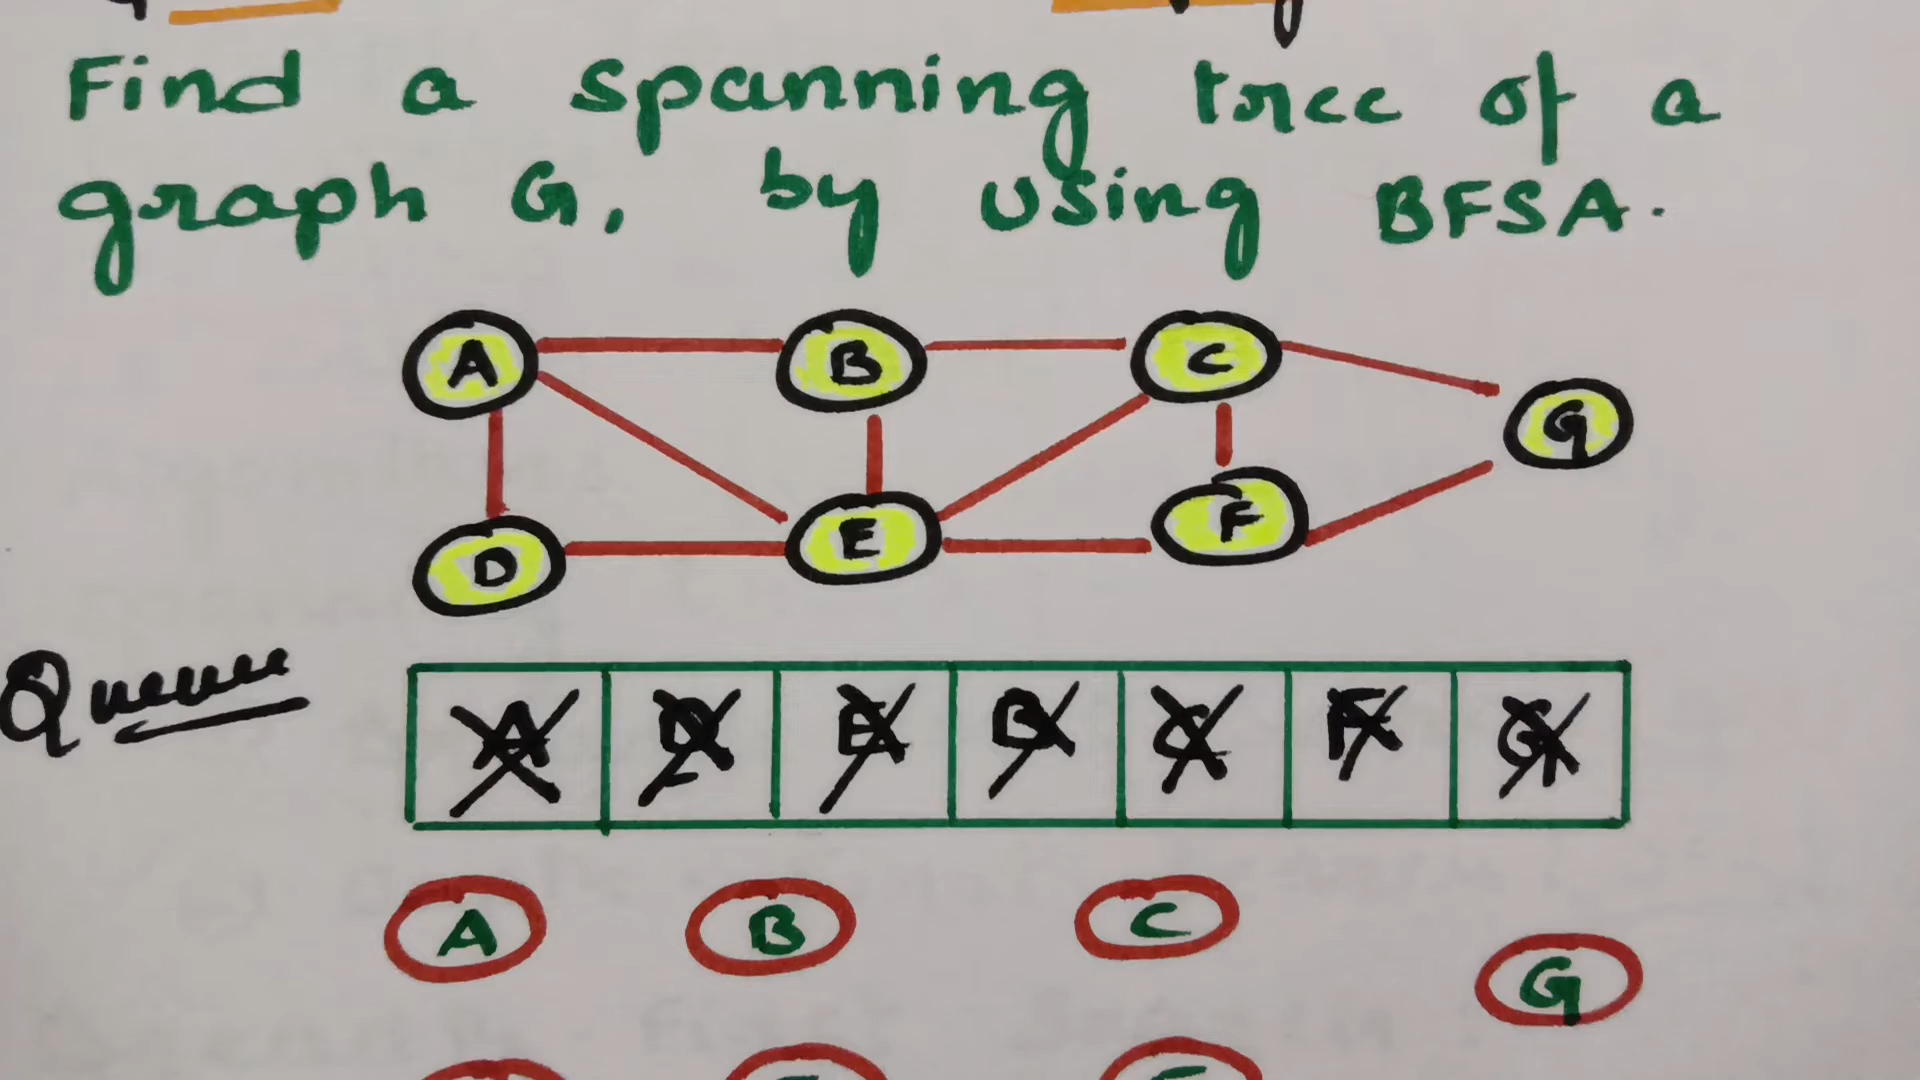 Find a spanning tree of a
graph G, by using BFSA.
A B C
G
D E F
Queue
A D E B C F G
A B C
G